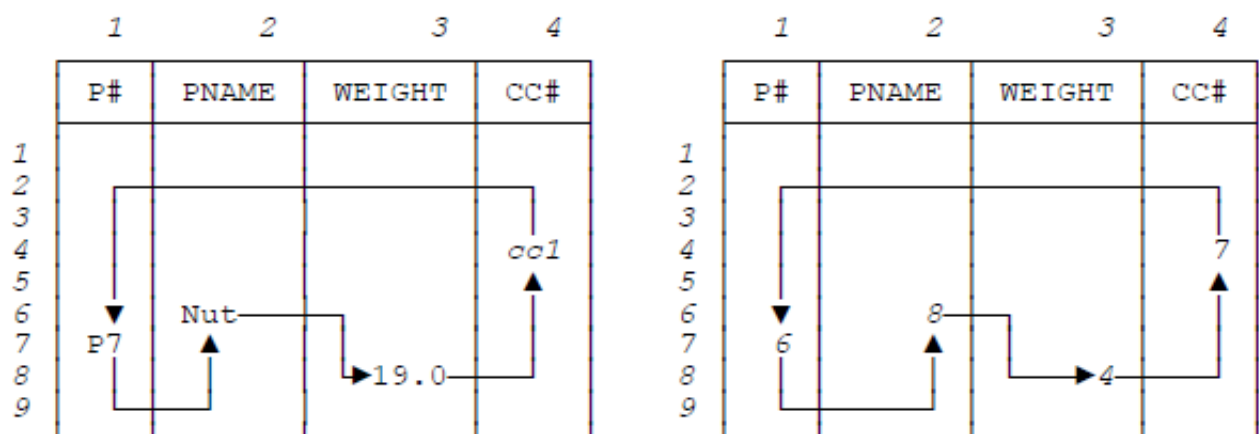 1 2 3 4 1 2 3 4
P# PNAME WEIGHT CC# P# PNAME WEIGHT CC#
1 1
2 2
3 3
4 cc1 4 7
5 5
6 Nut 6 8
7 P7 7 6
8 19.0 8 4
9 9